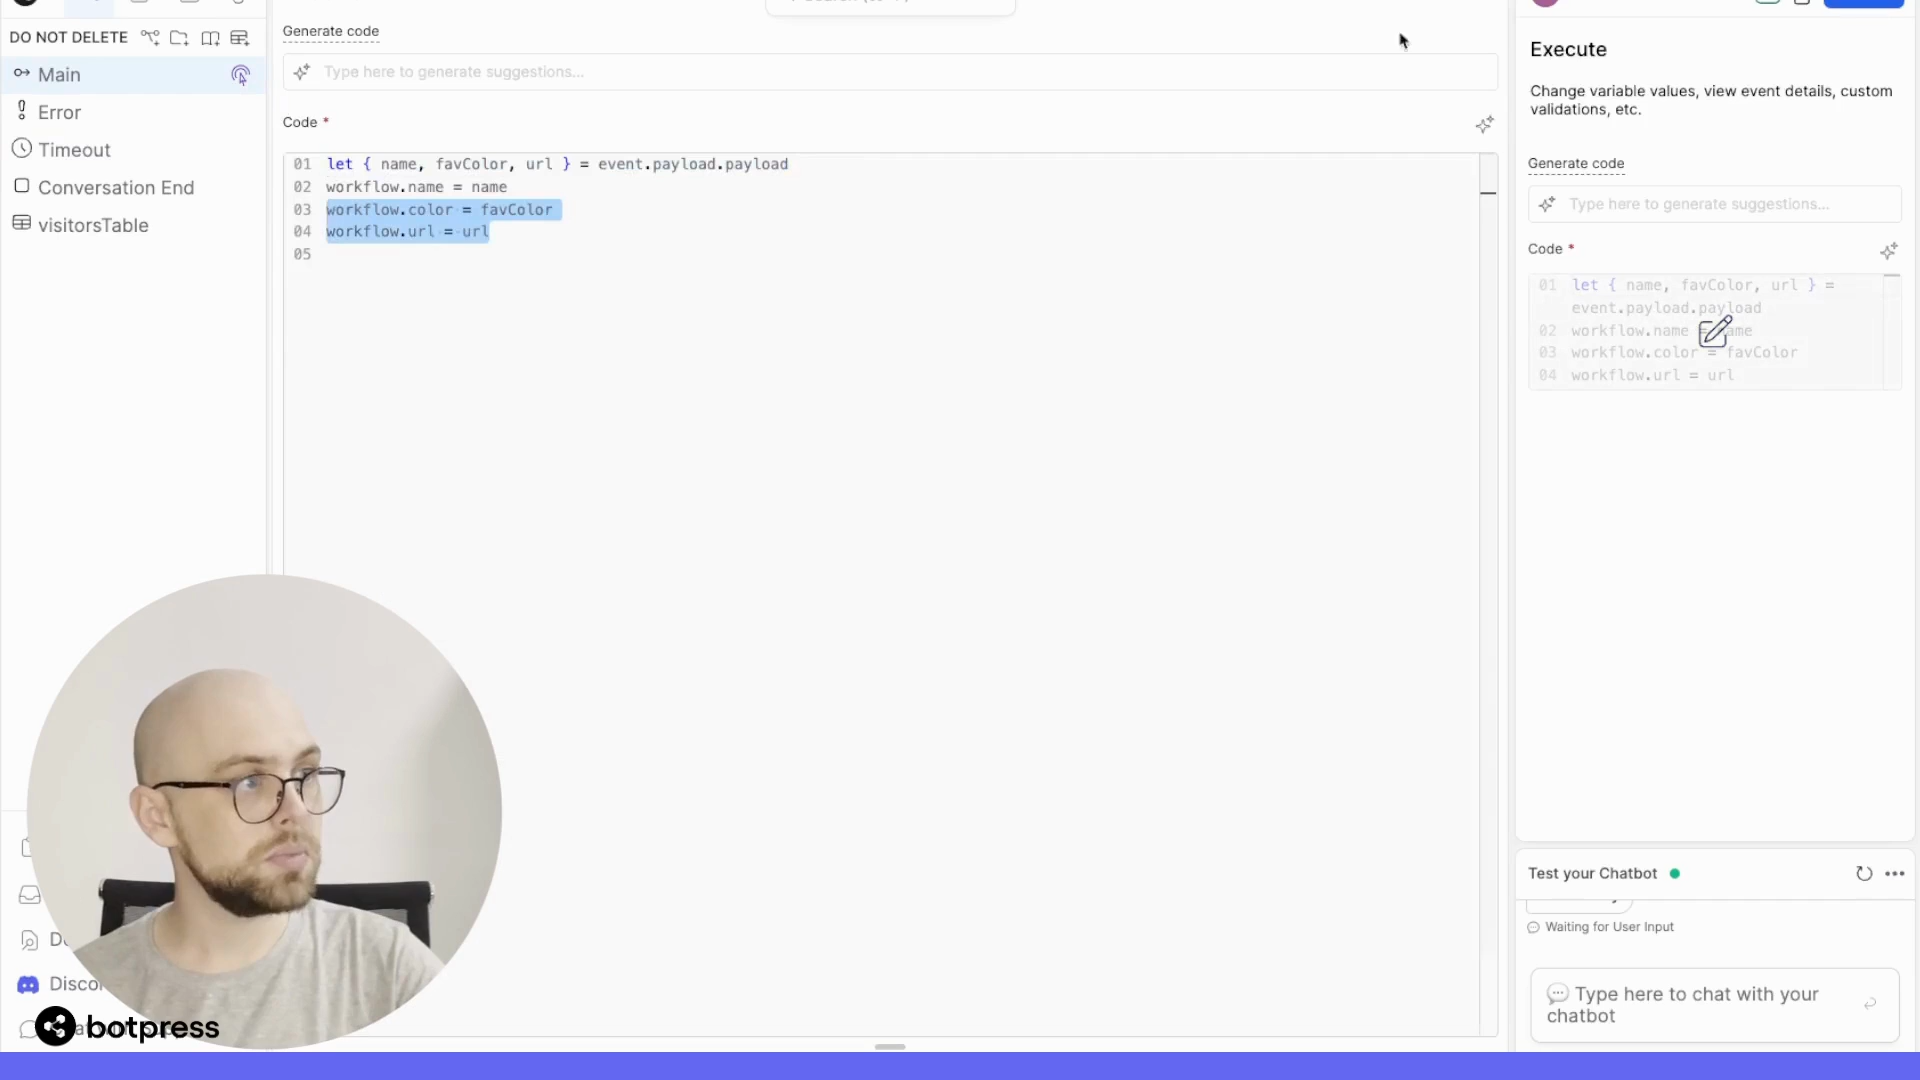 DO NOT DELETE
Main
Error
Timeout
Conversation End
visitorsTable
Generate code
Type here to generate suggestions...
Code *
01 let { name, favColor, url } = event.payload.payload
02 workflow.name = name
03 workflow.color = favColor
04 workflow.url = url
05
Execute
Change variable values, view event details, custom
validations, etc.
Generate code
Type here to generate suggestions...
Code *
01 let { name, favColor, url } =
event.payload.payload
02 workflow.name = name
03 workflow.color = favColor
04 workflow.url = url
Test your Chatbot
Waiting for User Input
Type here to chat with your
chatbot
botpress